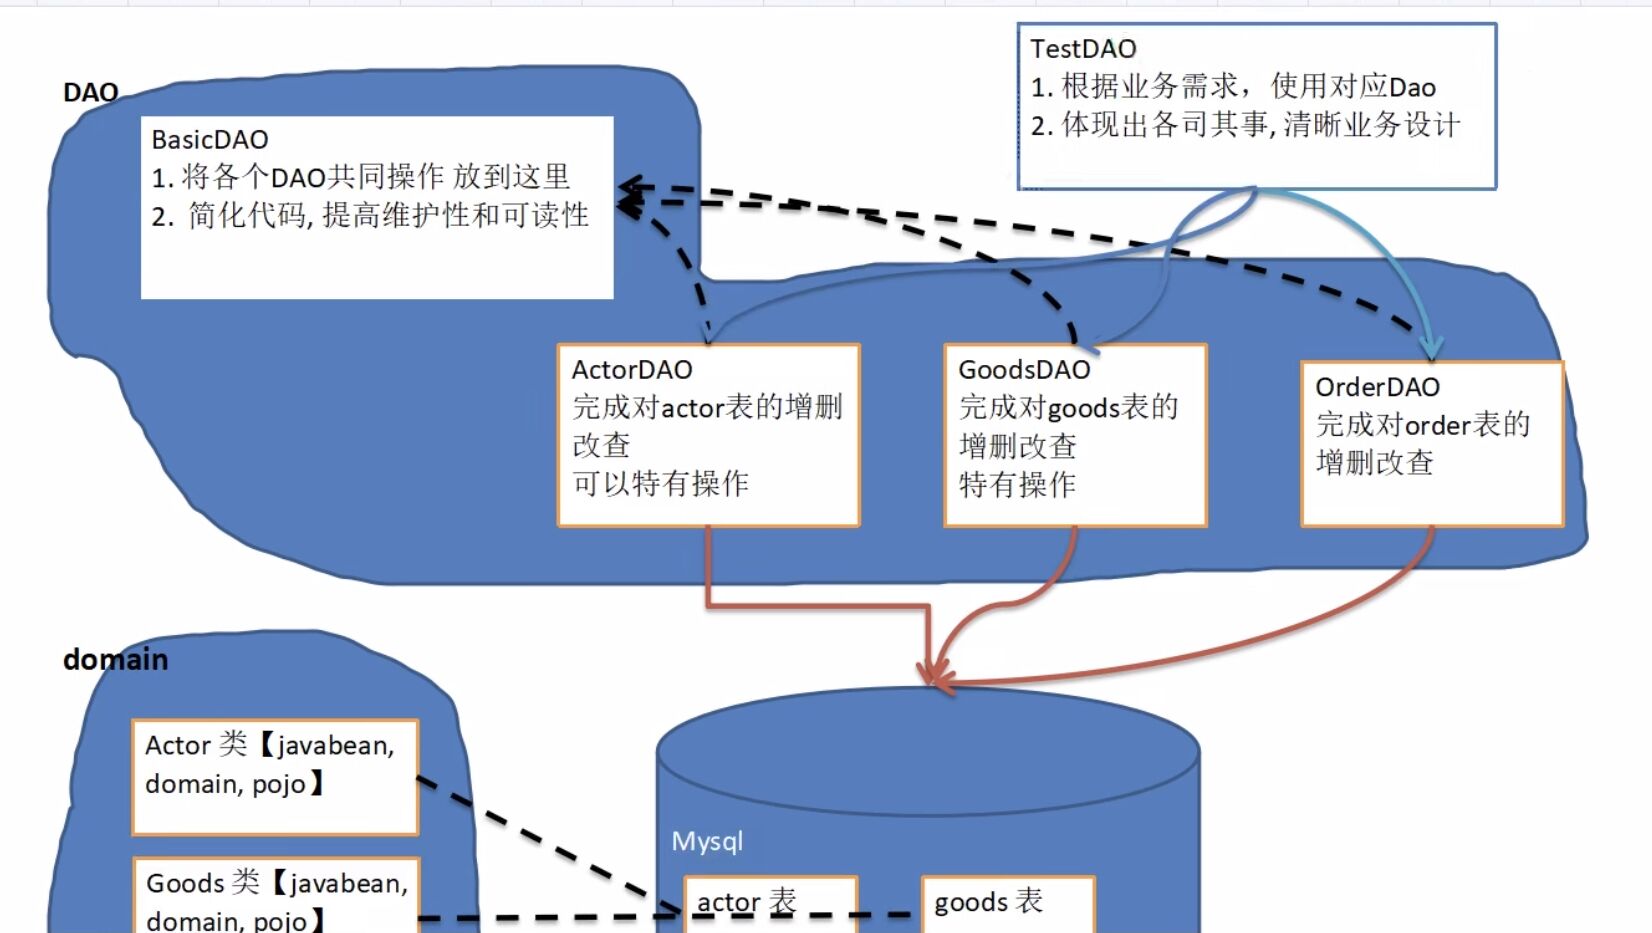 TestDAO
1. 根据业务需求，使用对应Dao
2. 体现出各司其事, 清晰业务设计
DAO
BasicDAO
1. 将各个DAO共同操作 放到这里
2. 简化代码, 提高维护性和可读性
ActorDAO
完成对actor表的增删
改查
可以特有操作
GoodsDAO
完成对goods表的
增删改查
特有操作
OrderDAO
完成对order表的
增删改查
domain
Actor 类【javabean,
domain, pojo】
Goods 类【javabean,
domain, pojo】
Mysql
actor 表
goods 表